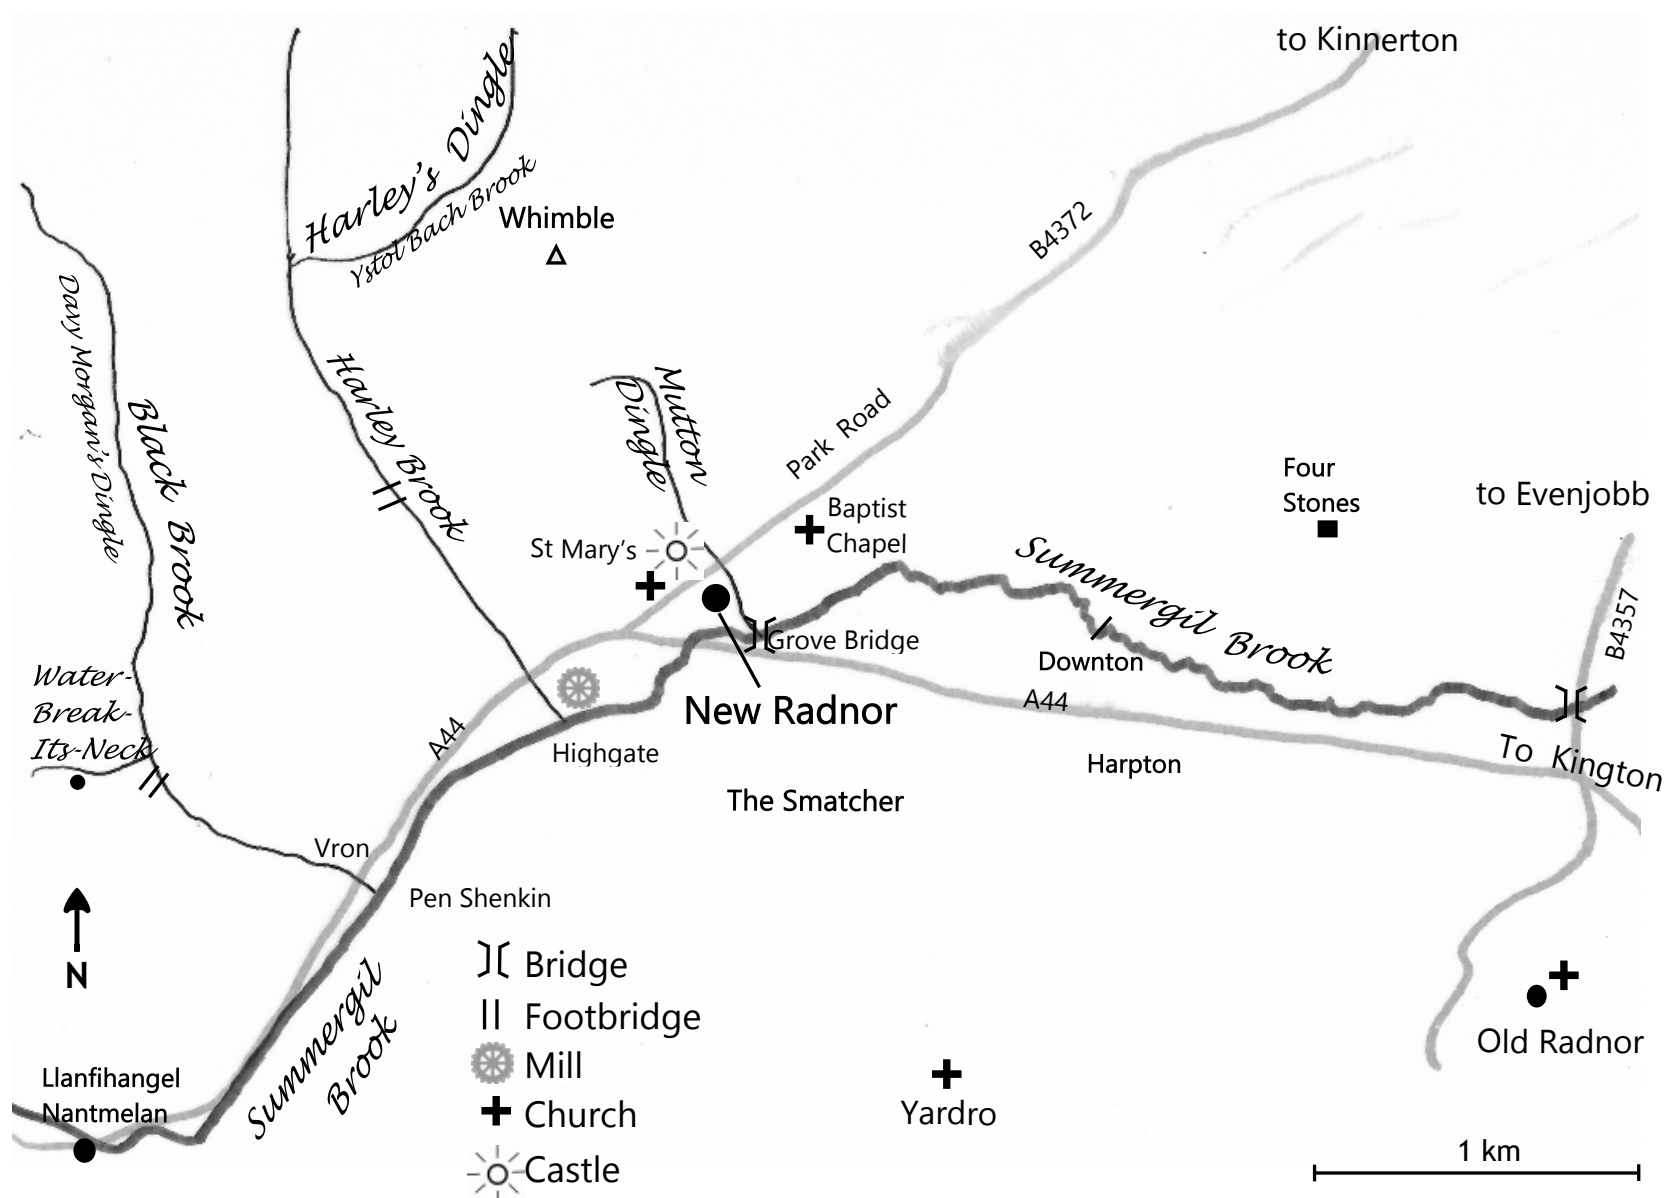 to Kinnerton
Harley's Dingle
Ystol Bach Brook
Whimble
B4372
Davy Morgan's Dingle
Black Brook
Harley Brook
Mutton
Dingle
Park Road
Four
Stones
to Evenjobb
Baptist
Chapel
St Mary's
Summergil Brook
B4357
Grove Bridge
Downton
Water-
Break-
Its-Neck
New Radnor
A44
A44
To Kington
Highgate
Harpton
The Smatcher
Vron
Pen Shenkin
N
Summergil
Brook
Bridge
Footbridge
Mill
Church
Castle
Llanfihangel
Nantmelan
Old Radnor
Yardro
1 km